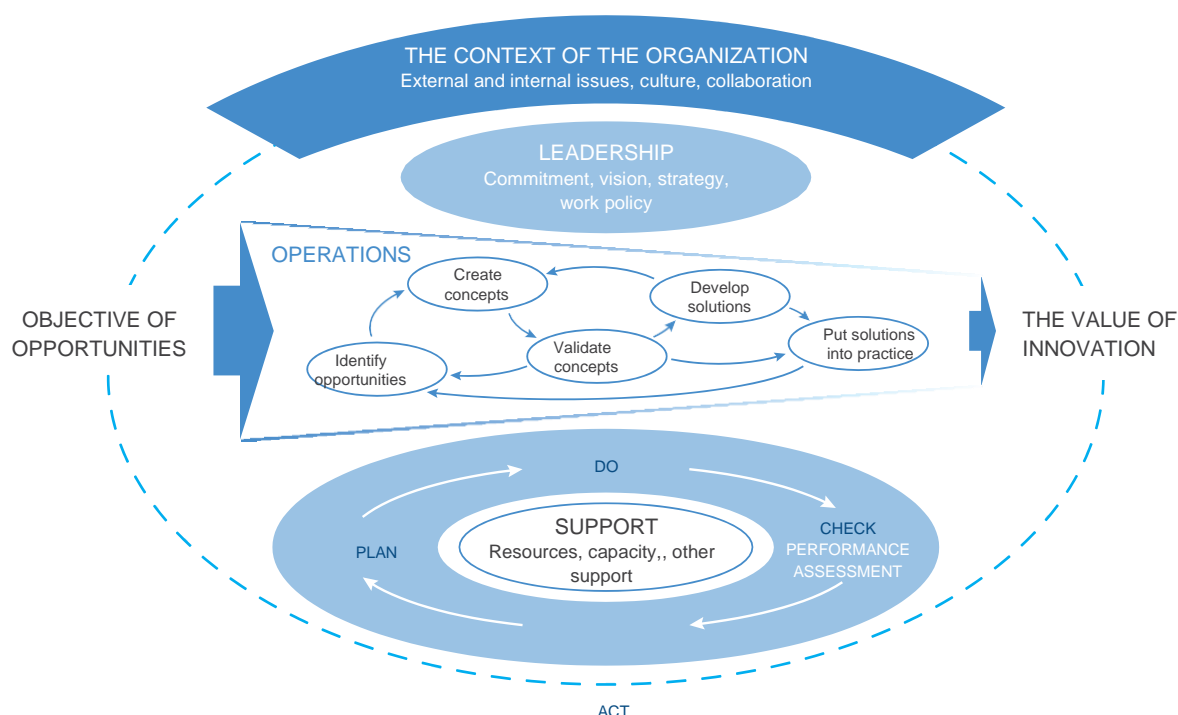 THE CONTEXT OF THE ORGANIZATION
External and internal issues, culture, collaboration
LEADERSHIP
Commitment, vision, strategy,
work policy
OPERATIONS
Create
concepts
Develop
solutions
Identify
opportunities
Validate
concepts
Put solutions
into practice
OBJECTIVE OF
OPPORTUNITIES
THE VALUE OF
INNOVATION
DO
PLAN
SUPPORT
Resources, capacity,, other
support
CHECK
PERFORMANCE
ASSESSMENT
ACT